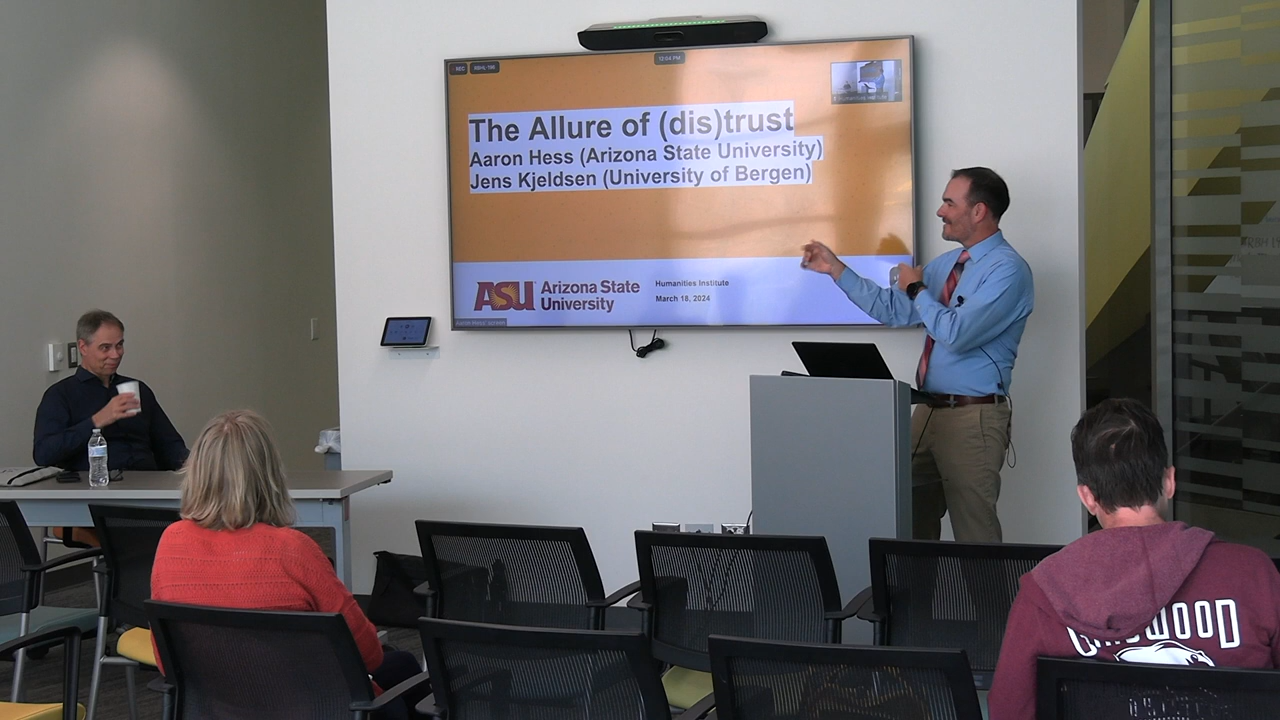 12:04 PM
The Allure of (dis)trust
Aaron Hess (Arizona State University)
Jens Kjeldsen (University of Bergen)
ASU Arizona State
University
Humanities Institute
March 18, 2024